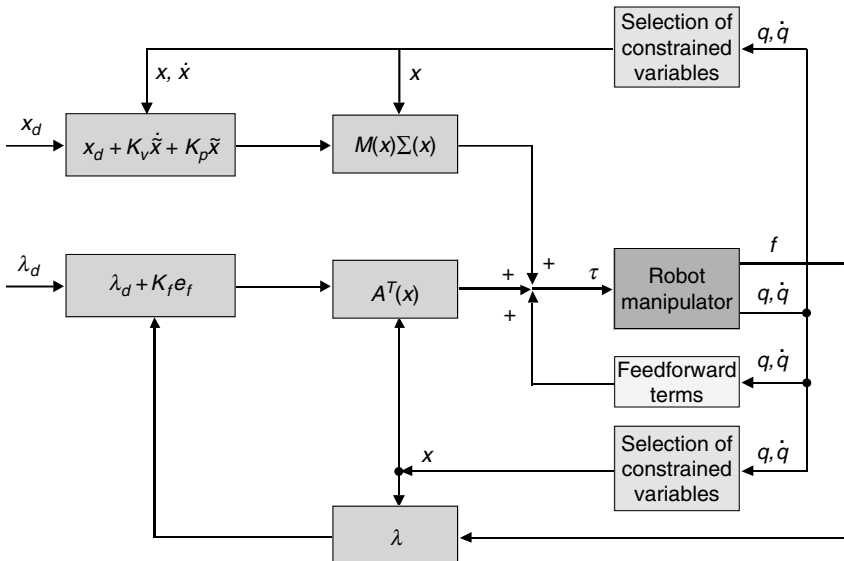 Selection of
constrained
variables
q, q̇
x, ẋ
x
x_d
x_d + K_v x̃̇ + K_p x̃
M(x)Σ(x)
λ_d
λ_d + K_f e_f
A^T(x)
+
+
+
τ
Robot
manipulator
f
q, q̇
Feedforward
terms
q, q̇
x
Selection of
constrained
variables
q, q̇
λ